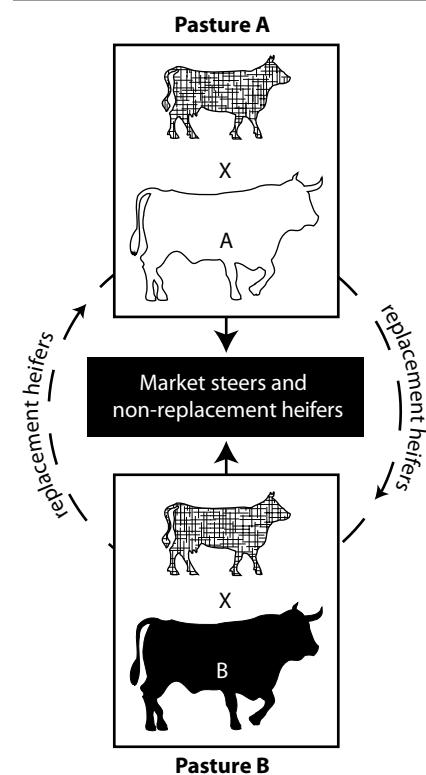 Pasture A
X
A
replacement heifers
replacement heifers
Market steers and
non-replacement heifers
X
B
Pasture B